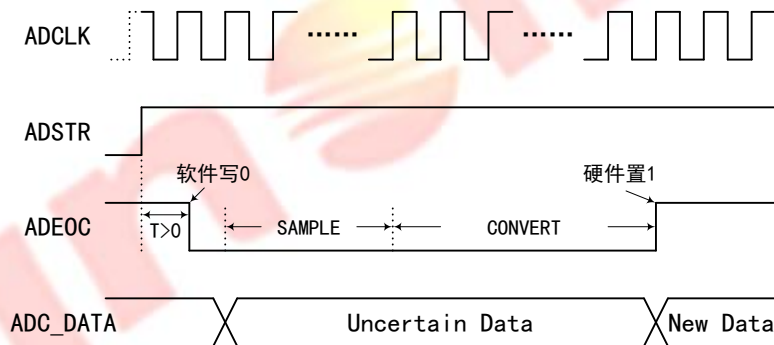 ADCLK
······ ······
ADSTR
软件写0 硬件置1
ADEOC T>0 SAMPLE CONVERT
ADC_DATA Uncertain Data New Data